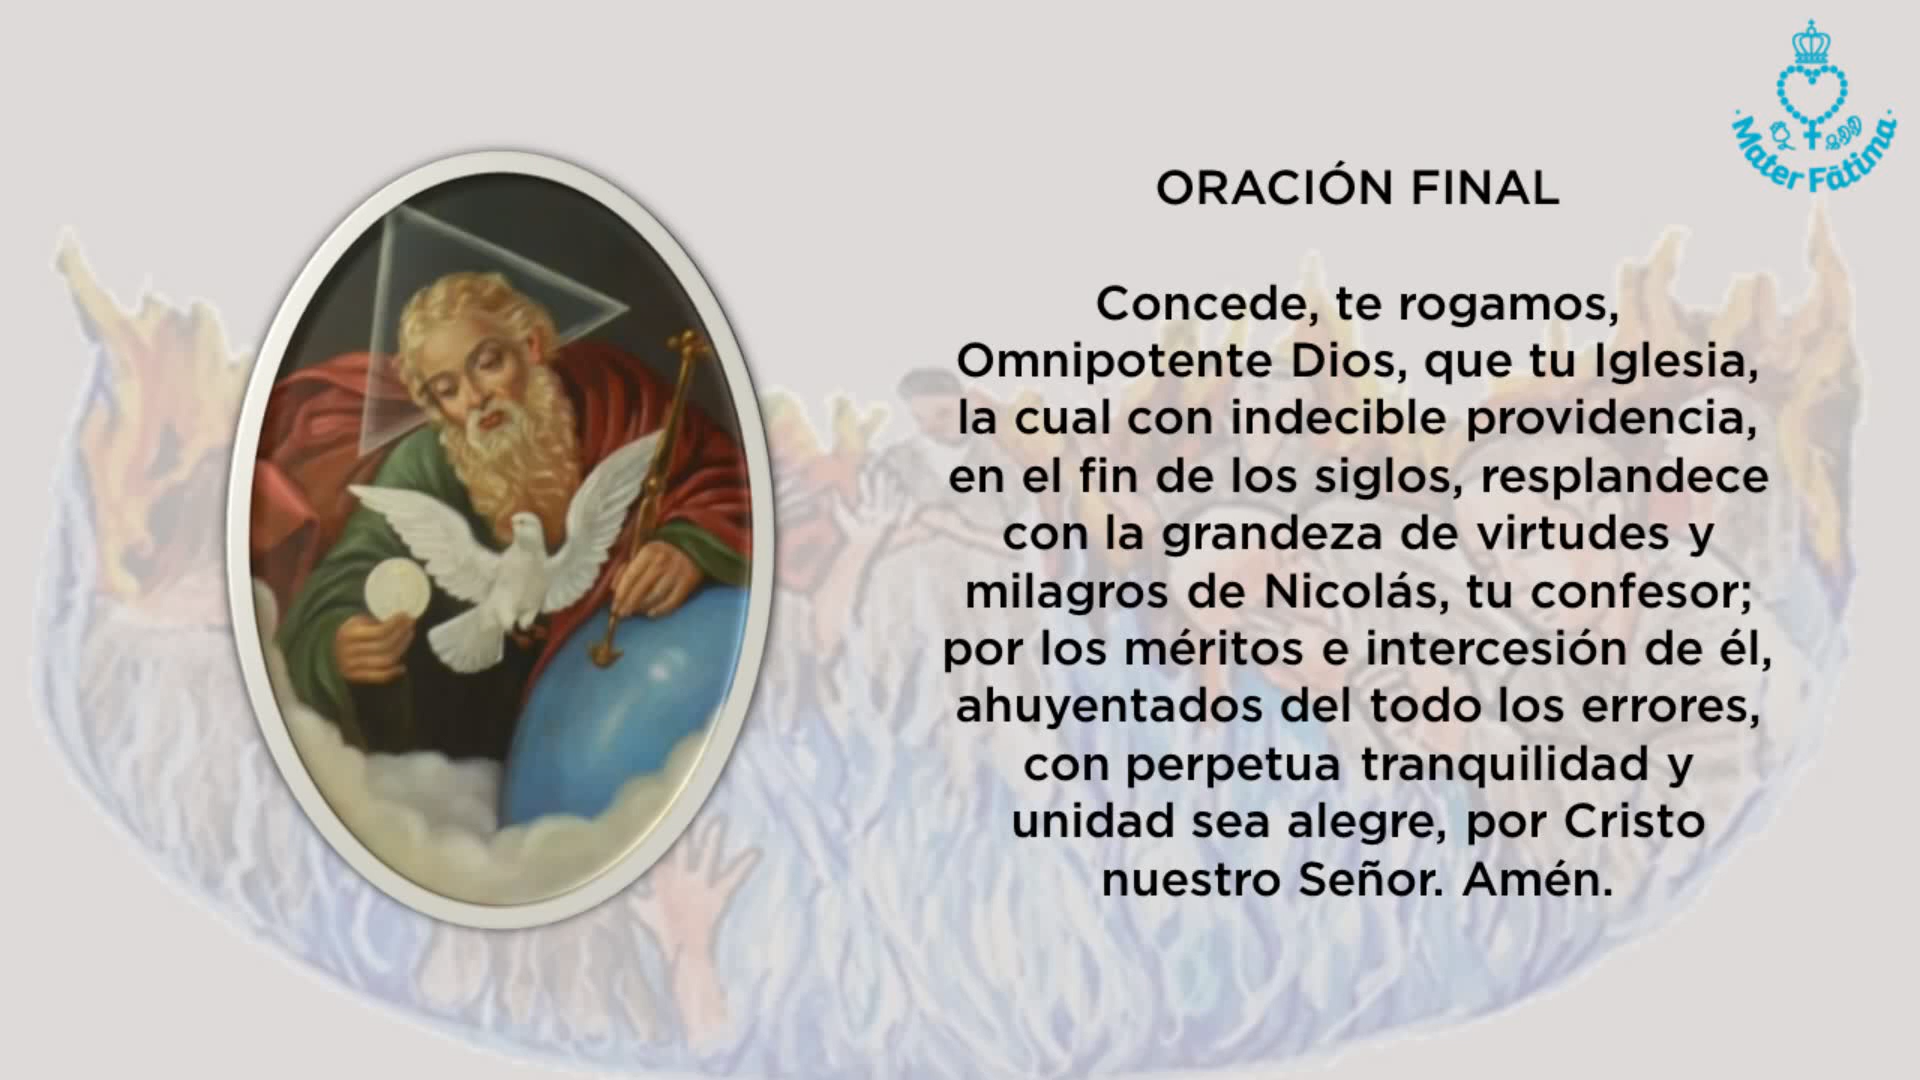 Mater Fātima
ORACIÓN FINAL
Concede, te rogamos,
Omnipotente Dios, que tu Iglesia,
la cual con indecible providencia,
en el fin de los siglos, resplandece
con la grandeza de virtudes y
milagros de Nicolás, tu confesor;
por los méritos e intercesión de él,
ahuyentados del todo los errores,
con perpetua tranquilidad y
unidad sea alegre, por Cristo
nuestro Señor. Amén.